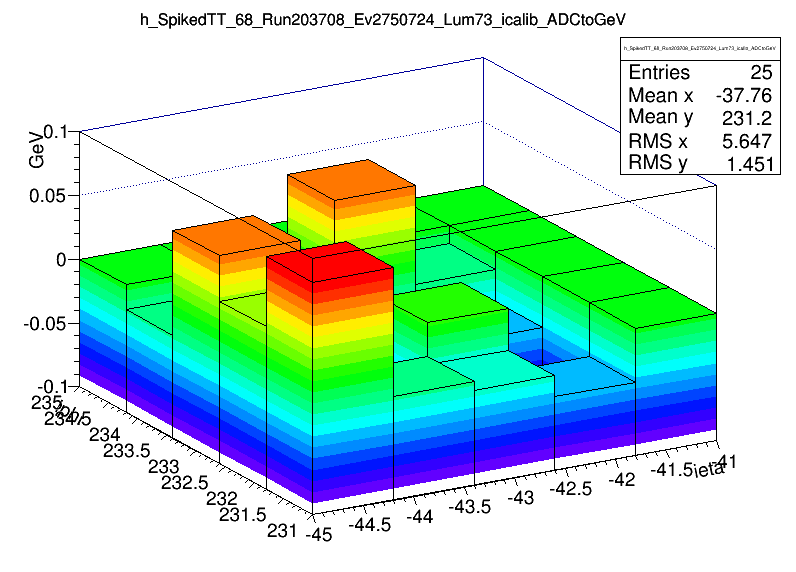 h_SpikedTT_68_Run203708_Ev2750724_Lum73_icalib_ADCtoGeV
h_SpikedTT_68_Run203708_Ev2750724_Lum73_icalib_ADCtoGeV
Entries 25
Mean x -37.76
Mean y 231.2
RMS x 5.647
RMS y 1.451
GeV
0.1
0.05
0
-0.05
-0.1
235
234.5
234
233.5
233
232.5
232
231.5
231
-45
-44.5
-44
-43.5
-43
-42.5
-42
-41.5
-41
ieta